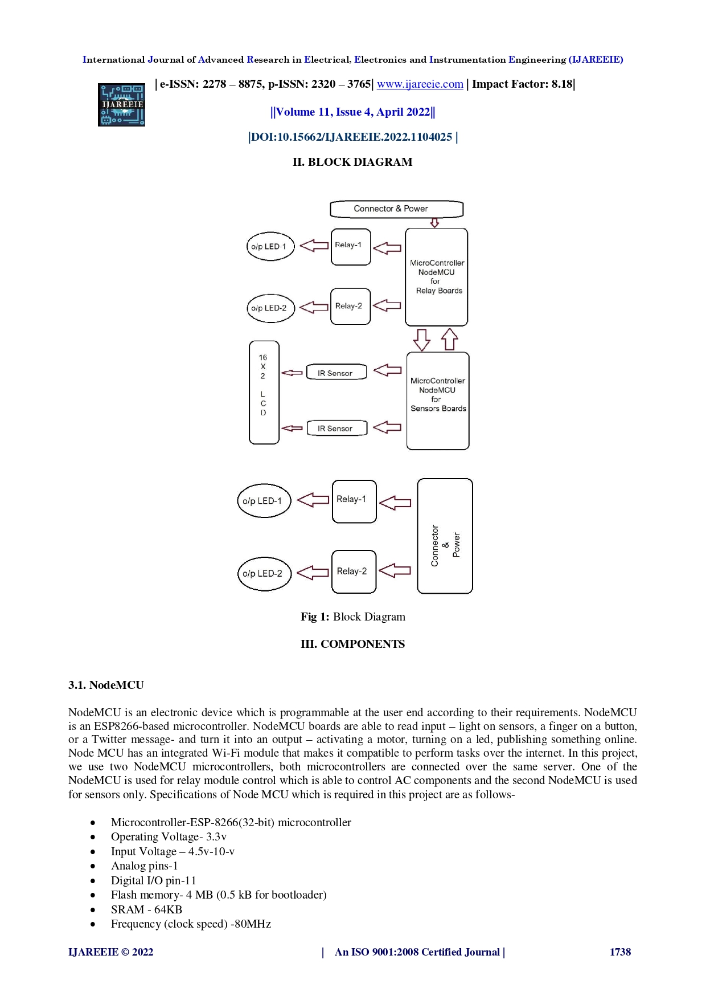 International Journal of Advanced Research in Electrical, Electronics and Instrumentation Engineering (IJAREEIE)
| e-ISSN: 2278 – 8875, p-ISSN: 2320 – 3765| www.ijareeie.com | Impact Factor: 8.18|
IJAREEIE
||Volume 11, Issue 4, April 2022||
|DOI:10.15662/IJAREEIE.2022.1104025 |
II. BLOCK DIAGRAM
Connector & Power
o/p LED-1
Relay-1
MicroController
NodeMCU
for
Relay Boards
o/p LED-2
Relay-2
16
X
2
L
C
D
IR Sensor
MicroController
NodeMCU
for
Sensors Boards
IR Sensor
o/p LED-1
Relay-1
Connector
&
Power
o/p LED-2
Relay-2
Fig 1: Block Diagram
III. COMPONENTS
3.1. NodeMCU
NodeMCU is an electronic device which is programmable at the user end according to their requirements. NodeMCU
is an ESP8266-based microcontroller. NodeMCU boards are able to read input – light on sensors, a finger on a button,
or a Twitter message- and turn it into an output – activating a motor, turning on a led, publishing something online.
Node MCU has an integrated Wi-Fi module that makes it compatible to perform tasks over the internet. In this project,
we use two NodeMCU microcontrollers, both microcontrollers are connected over the same server. One of the
NodeMCU is used for relay module control which is able to control AC components and the second NodeMCU is used
for sensors only. Specifications of Node MCU which is required in this project are as follows-
• Microcontroller-ESP-8266(32-bit) microcontroller
• Operating Voltage- 3.3v
• Input Voltage – 4.5v-10-v
• Analog pins-1
• Digital I/O pin-11
• Flash memory- 4 MB (0.5 kB for bootloader)
• SRAM - 64KB
• Frequency (clock speed) -80MHz
IJAREEIE © 2022 | An ISO 9001:2008 Certified Journal | 1738